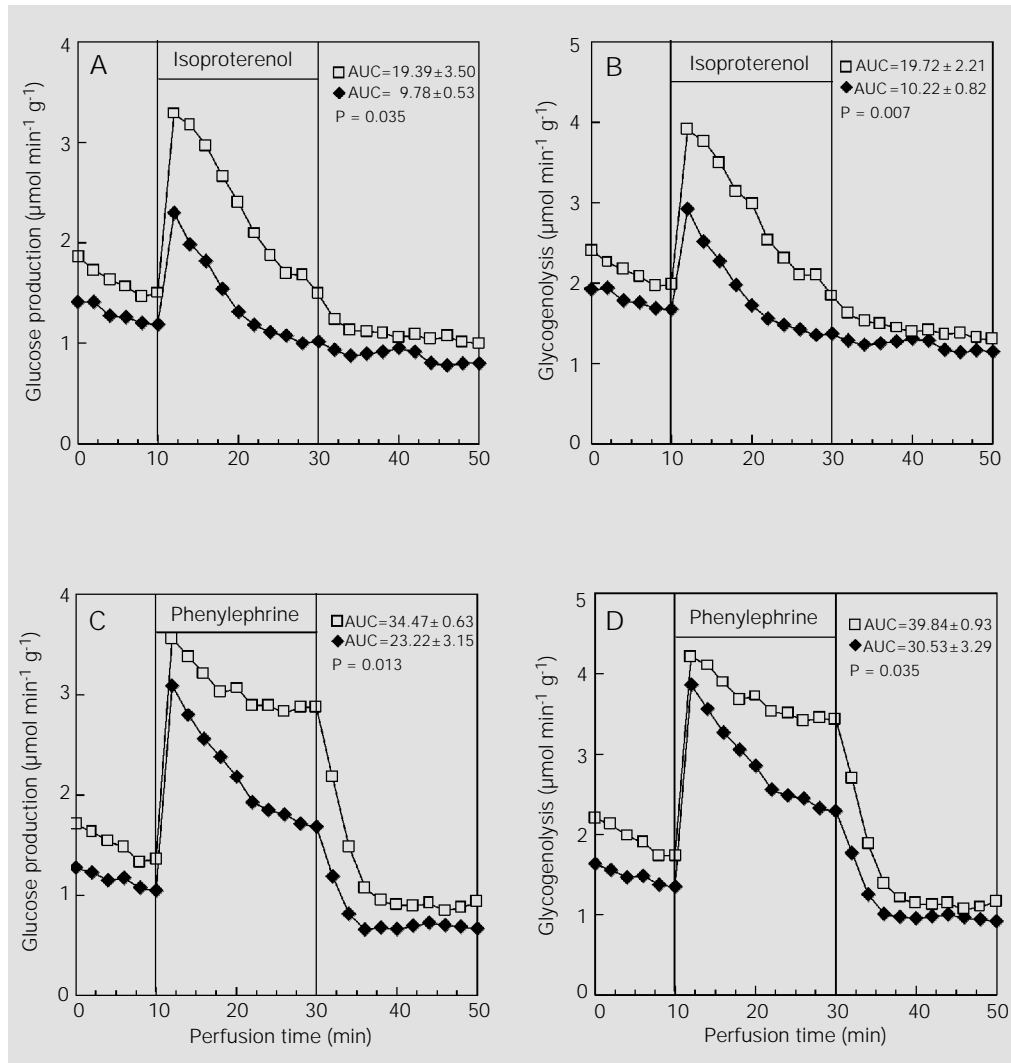 A
Isoproterenol
AUC=19.39±3.50
AUC= 9.78±0.53
P = 0.035
Glucose production (µmol min⁻¹ g⁻¹)
4
3
2
1
0
0 10 20 30 40 50
B
Isoproterenol
AUC=19.72±2.21
AUC=10.22±0.82
P = 0.007
Glycogenolysis (µmol min⁻¹ g⁻¹)
5
4
3
2
1
0
0 10 20 30 40 50
C
Phenylephrine
AUC=34.47±0.63
AUC=23.22±3.15
P = 0.013
Glucose production (µmol min⁻¹ g⁻¹)
4
3
2
1
0
0 10 20 30 40 50
Perfusion time (min)
D
Phenylephrine
AUC=39.84±0.93
AUC=30.53±3.29
P = 0.035
Glycogenolysis (µmol min⁻¹ g⁻¹)
5
4
3
2
1
0
0 10 20 30 40 50
Perfusion time (min)